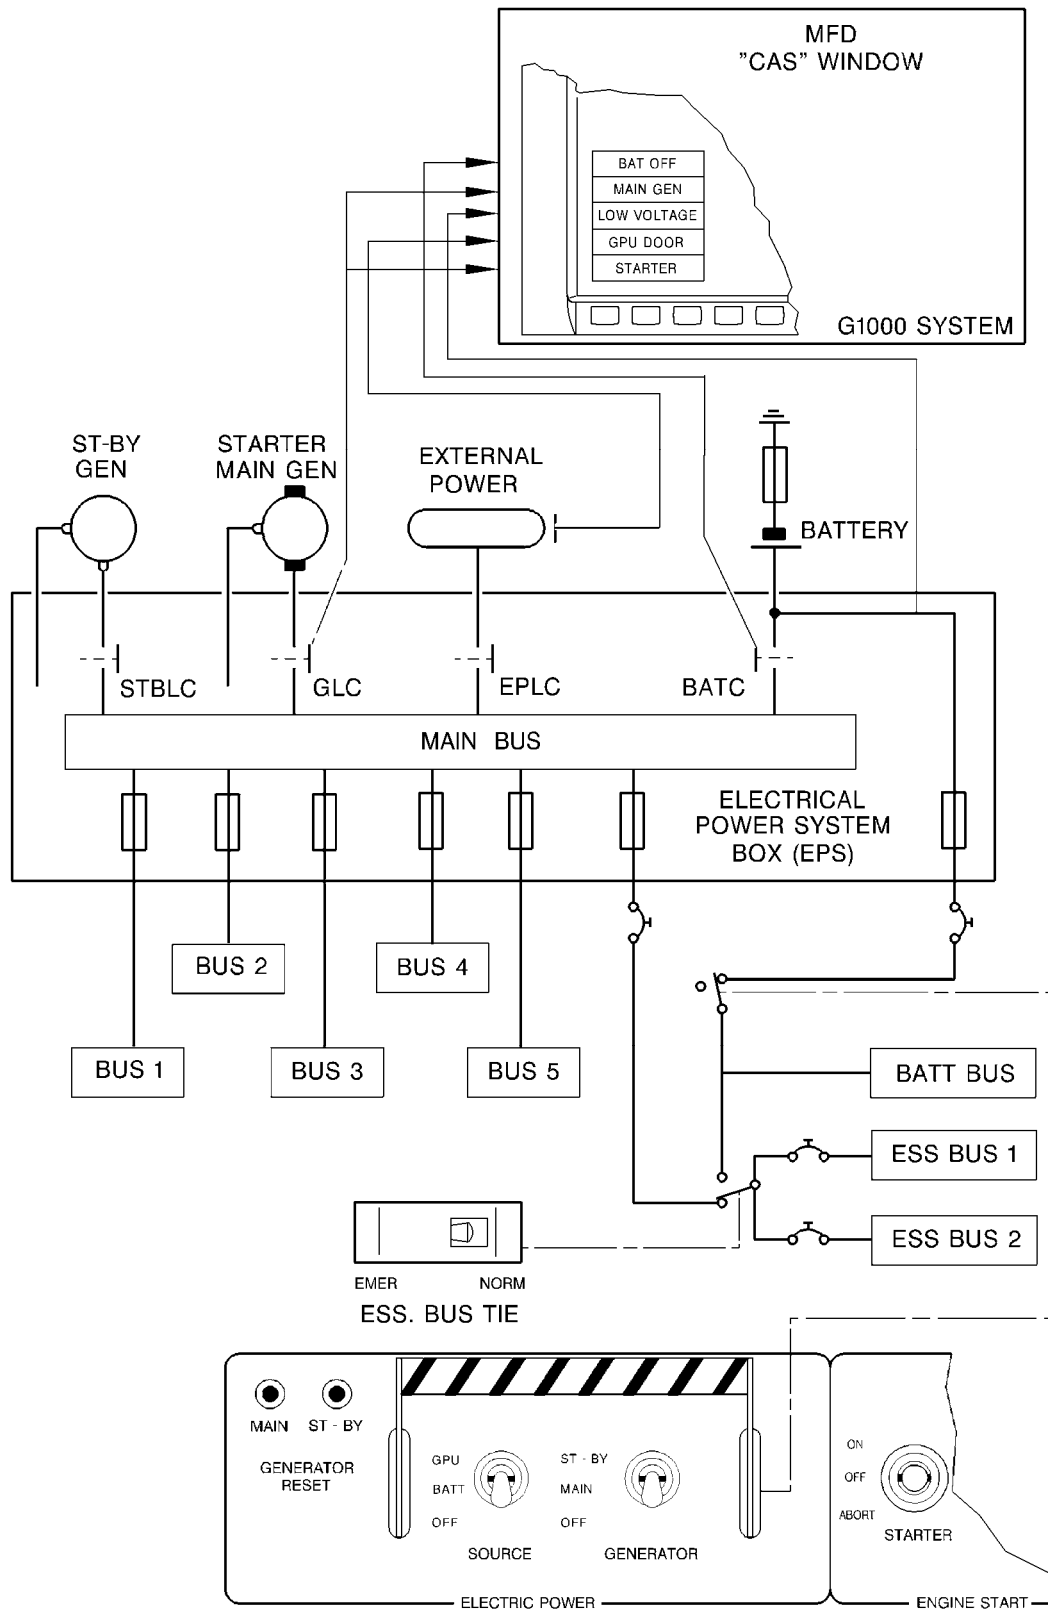 MFD
"CAS" WINDOW
BAT OFF
MAIN GEN
LOW VOLTAGE
GPU DOOR
STARTER
G1000 SYSTEM
ST-BY
GEN
STARTER
MAIN GEN
EXTERNAL
POWER
BATTERY
STBLC
GLC
EPLC
BATC
MAIN BUS
ELECTRICAL
POWER SYSTEM
BOX (EPS)
BUS 2
BUS 4
BUS 1
BUS 3
BUS 5
BATT BUS
ESS BUS 1
ESS BUS 2
EMER
NORM
ESS. BUS TIE
MAIN
ST - BY
GENERATOR
RESET
GPU
BATT
OFF
SOURCE
ST - BY
MAIN
OFF
GENERATOR
ELECTRIC POWER
ON
OFF
ABORT
STARTER
ENGINE START